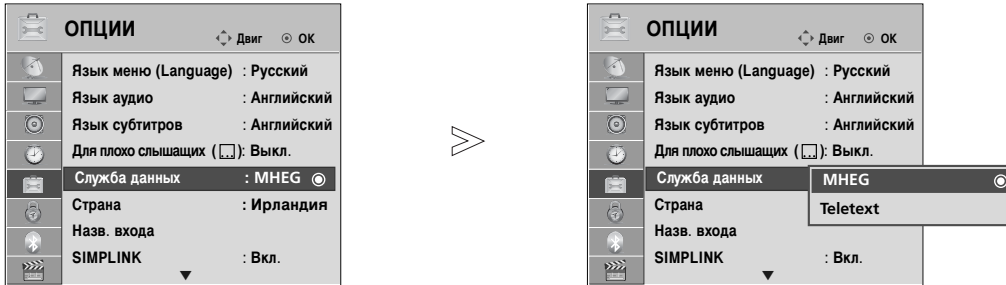 ОПЦИИ
Двиг OK
Язык меню (Language) : Русский
Язык аудио : Английский
Язык субтитров : Английский
Для плохо слышащих (...): Выкл.
Служба данных : MHEG
Страна : Ирландия
Назв. входа
SIMPLINK : Вкл.
ОПЦИИ
Двиг OK
Язык меню (Language) : Русский
Язык аудио : Английский
Язык субтитров : Английский
Для плохо слышащих (...): Выкл.
Служба данных
MHEG
Страна
Teletext
Назв. входа
SIMPLINK : Вкл.